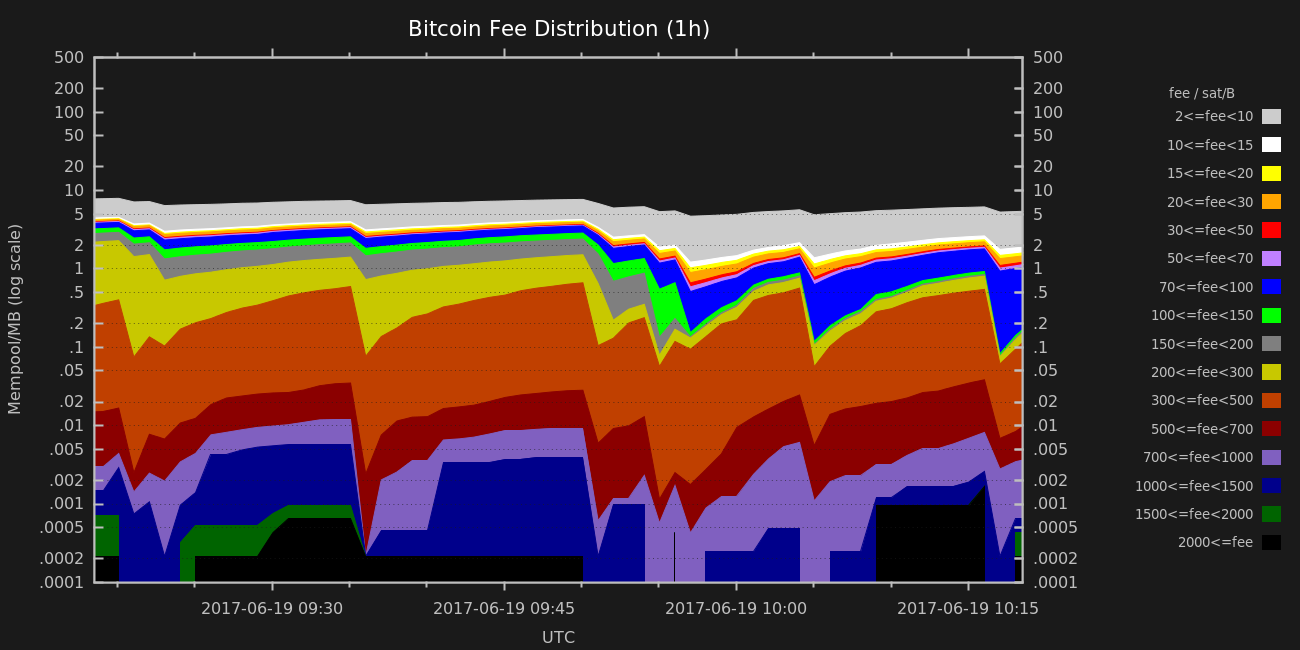 Bitcoin Fee Distribution (1h)
500 500
200 200
100 100
50 50
20 20
10 10
5 5
2 2
1 1
.5 .5
.2 .2
.1 .1
.05 .05
.02 .02
.01 .01
.005 .005
.002 .002
.001 .001
.0005 .0005
.0002 .0002
.0001 .0001
Mempool/MB (log scale)
2017-06-19 09:30 2017-06-19 09:45 2017-06-19 10:00 2017-06-19 10:15
UTC
fee / sat/B
2<=fee<10
10<=fee<15
15<=fee<20
20<=fee<30
30<=fee<50
50<=fee<70
70<=fee<100
100<=fee<150
150<=fee<200
200<=fee<300
300<=fee<500
500<=fee<700
700<=fee<1000
1000<=fee<1500
1500<=fee<2000
2000<=fee